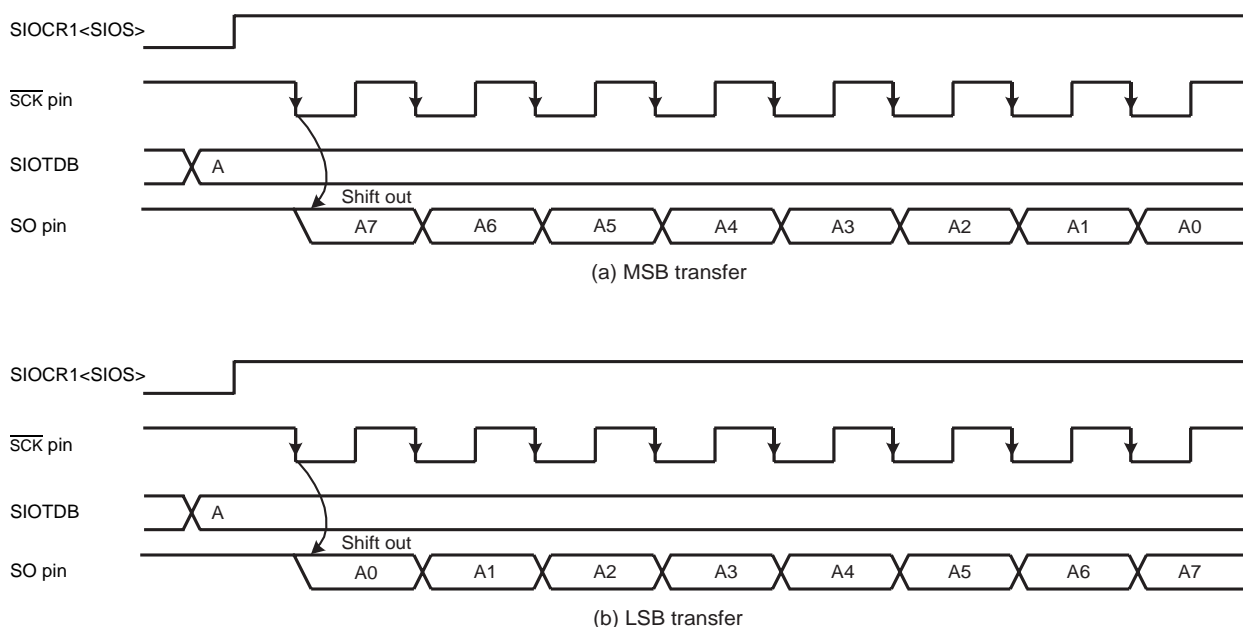 SIOCR1<SIOS>
SCK pin
SIOTDB
A
Shift out
SO pin
A7 A6 A5 A4 A3 A2 A1 A0
(a) MSB transfer
SIOCR1<SIOS>
SCK pin
SIOTDB
A
Shift out
SO pin
A0 A1 A2 A3 A4 A5 A6 A7
(b) LSB transfer